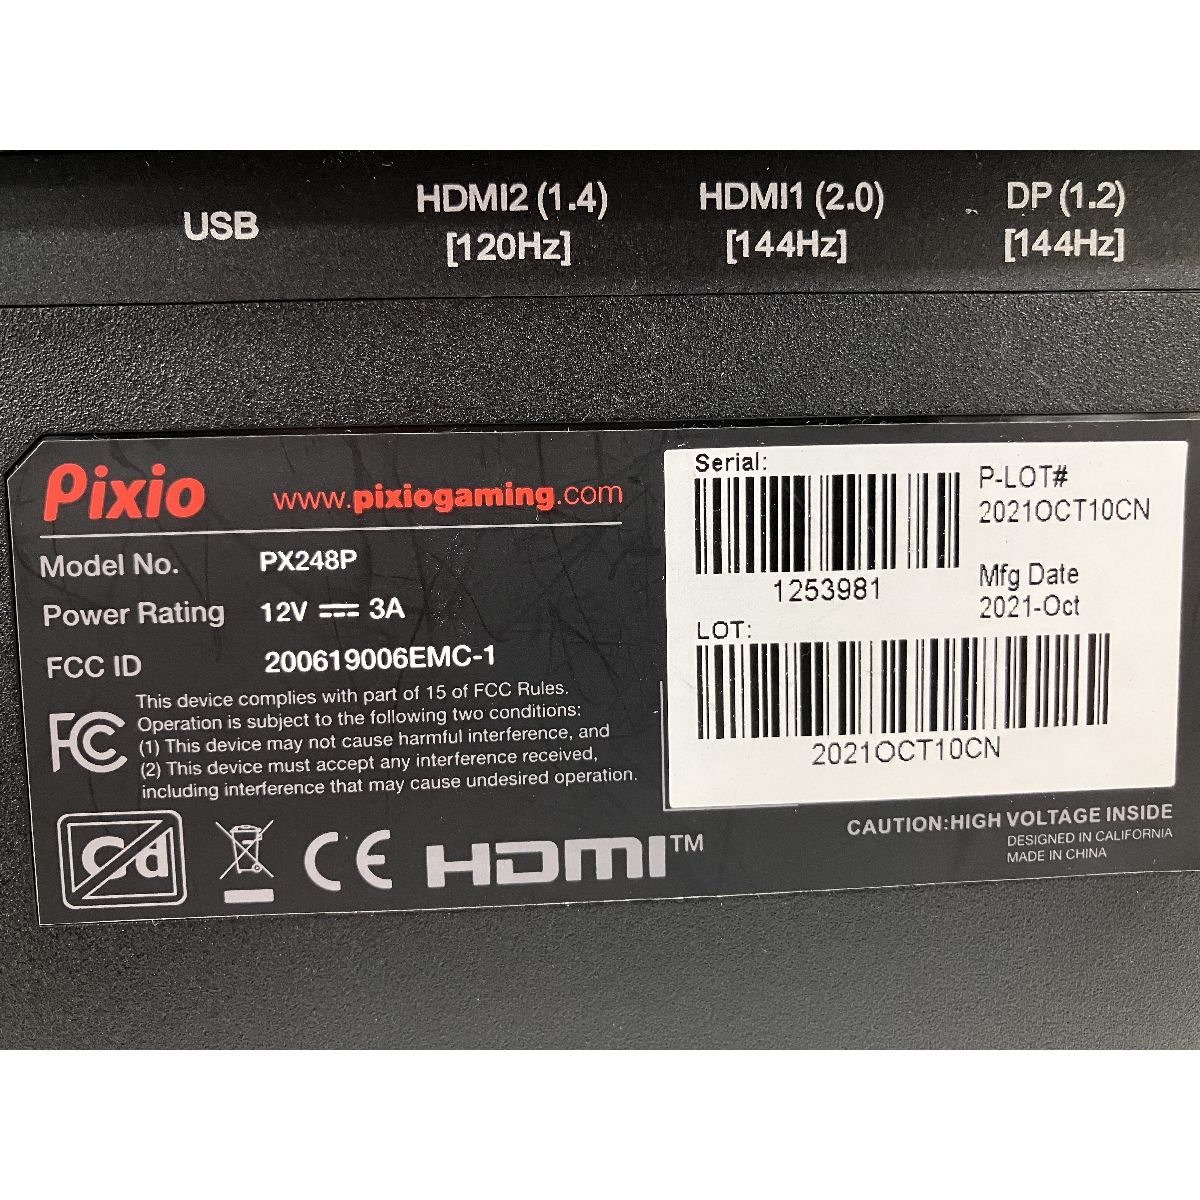 USB
HDMI2 (1.4)
[120Hz]
HDMI1 (2.0)
[144Hz]
DP (1.2)
[144Hz]
Pixio
www.pixiogaming.com
Model No. PX248P
Power Rating 12V ⎓ 3A
FCC ID 200619006EMC-1
This device complies with part of 15 of FCC Rules.
Operation is subject to the following two conditions:
(1) This device may not cause harmful interference, and
(2) This device must accept any interference received,
including interference that may cause undesired operation.
FC
Cd
CE
HDMI™
Serial:
1253981
P-LOT#
2021OCT10CN
Mfg Date
2021-Oct
LOT:
2021OCT10CN
CAUTION:HIGH VOLTAGE INSIDE
DESIGNED IN CALIFORNIA
MADE IN CHINA